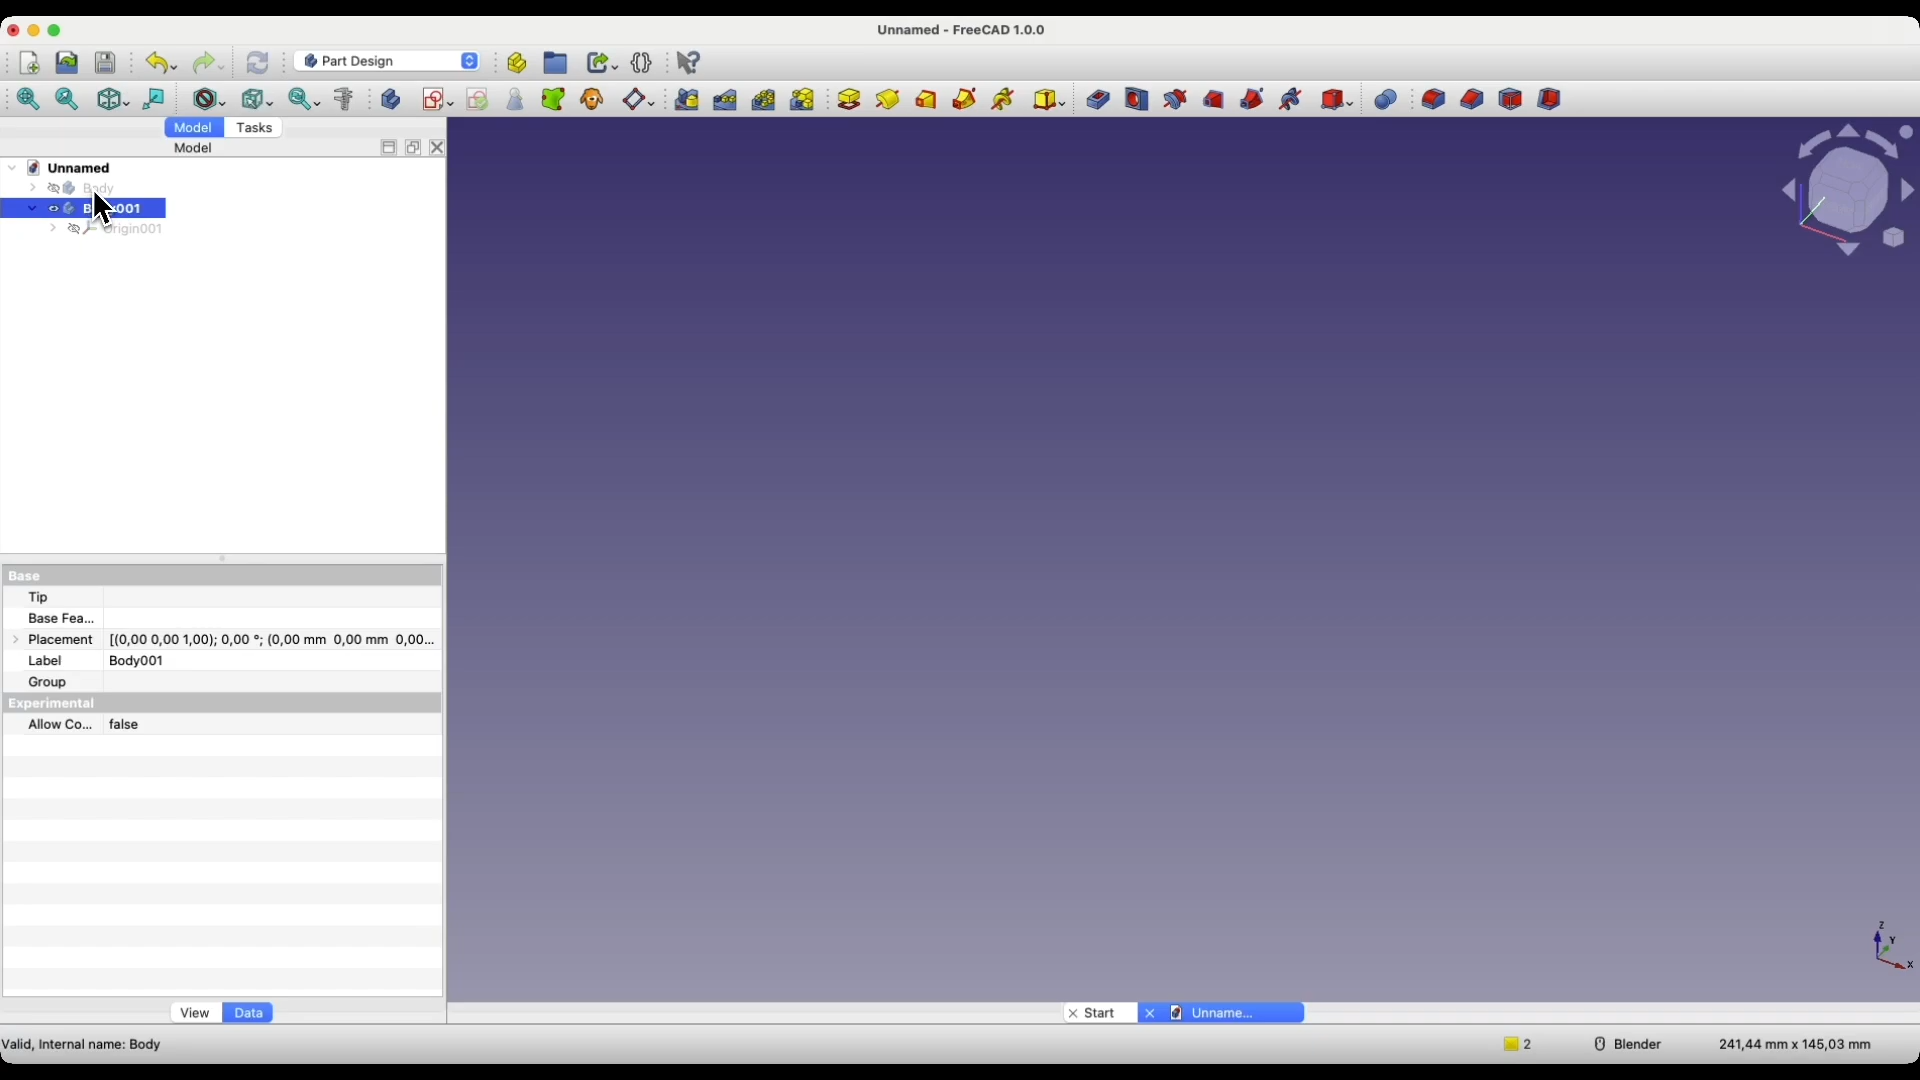 Unnamed - FreeCAD 1.0.0
Part Design
Model
Tasks
Model
Unnamed
Body
Origin001
Base
Tip
Base Fea...
Placement [(0,00 0,00 1,00); 0,00 °; (0,00 mm 0,00 mm 0,00...
Label Body001
Group
Experimental
Allow Co... false
View
Data
Start
Unname...
Valid, Internal name: Body
2
Blender
241,44 mm x 145,03 mm
Z
Y
X